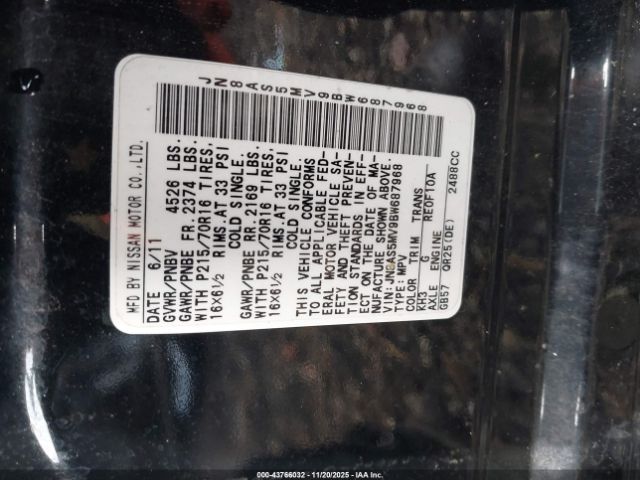 MFD BY NISSAN MOTOR CO.,LTD.
DATE 6/11
GVWR/PNBV 4526 LBS.
GAWR/PNBE FR. 2374 LBS.
WITH P215/70R16 TIRES,
16X6½ RIMS,AT 33 PSI
COLD SINGLE.
GAWR/PNBE RR. 2169 LBS.
WITH P215/70R16 TIRES,
16X6½ RIMS,AT 33 PSI
COLD SINGLE.
THIS VEHICLE CONFORMS
TO ALL APPLICABLE FED-
ERAL MOTOR VEHICLE SA-
FETY AND THEFT PREVEN-
TION STANDARDS IN EFF-
ECT ON THE DATE OF MA-
NUFACTURE SHOWN ABOVE.
VIN:JN8AS5MV9BW687968
TYPE: MPV
COLOR TRIM TRANS
KH3 G RE0F10A
AXLE ENGINE
GB57 QR25(DE) 2488CC
JN8AS5MV9BW687968
000-43766032 - 11/20/2025 - IAA Inc.